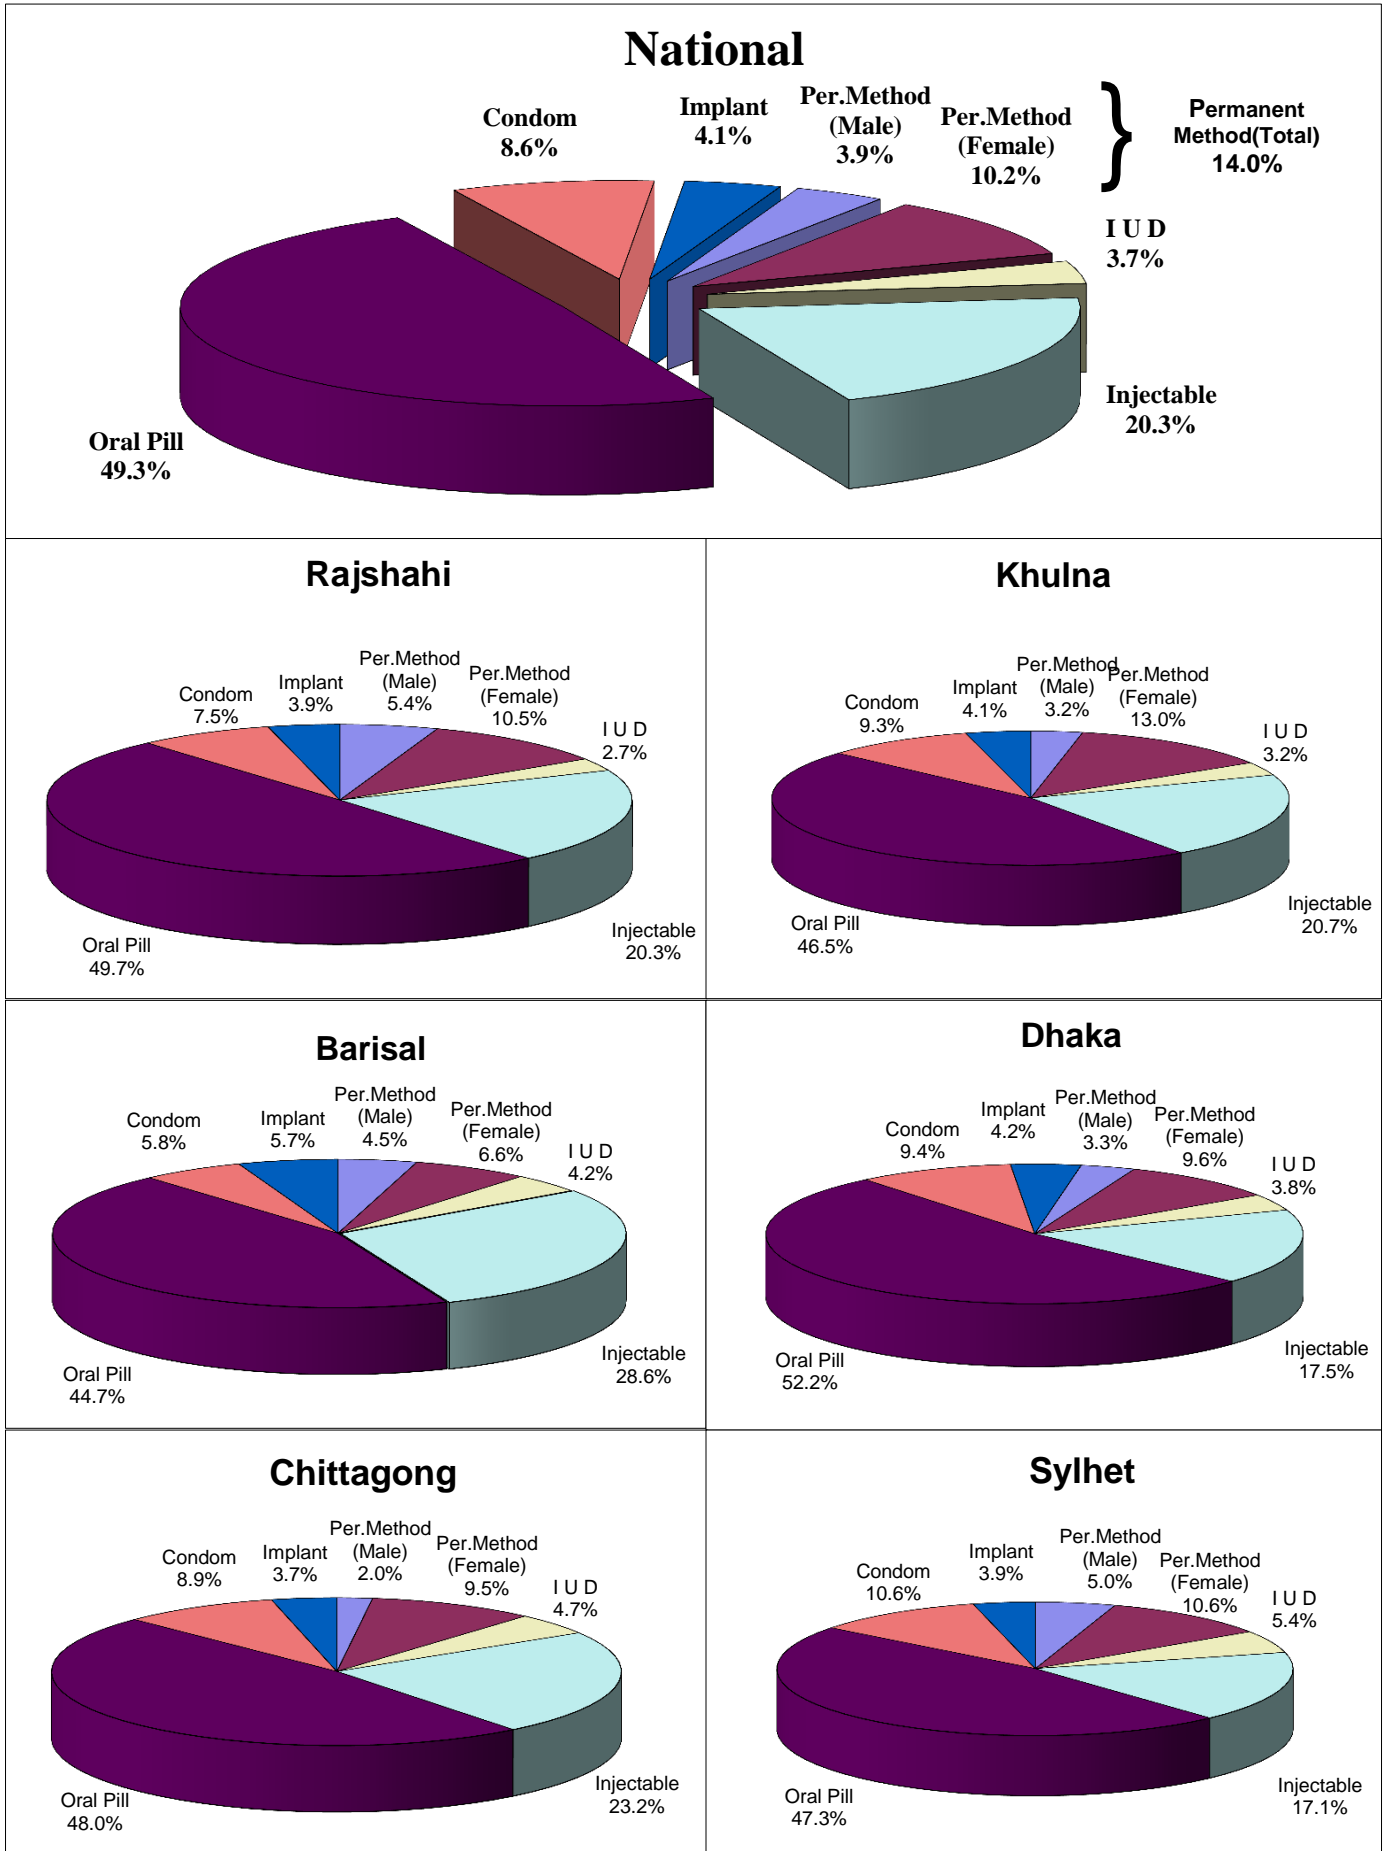 National
Condom
8.6%
Implant
4.1%
Per.Method
(Male)
3.9%
Per.Method
(Female)
10.2%
}
Permanent
Method(Total)
14.0%
I U D
3.7%
Injectable
20.3%
Oral Pill
49.3%
Rajshahi
Condom
7.5%
Implant
3.9%
Per.Method
(Male)
5.4%
Per.Method
(Female)
10.5%
I U D
2.7%
Injectable
20.3%
Oral Pill
49.7%
Khulna
Condom
9.3%
Implant
4.1%
Per.Method
(Male)
3.2%
Per.Method
(Female)
13.0%
I U D
3.2%
Injectable
20.7%
Oral Pill
46.5%
Barisal
Condom
5.8%
Implant
5.7%
Per.Method
(Male)
4.5%
Per.Method
(Female)
6.6%
I U D
4.2%
Injectable
28.6%
Oral Pill
44.7%
Dhaka
Condom
9.4%
Implant
4.2%
Per.Method
(Male)
3.3%
Per.Method
(Female)
9.6%
I U D
3.8%
Injectable
17.5%
Oral Pill
52.2%
Chittagong
Condom
8.9%
Implant
3.7%
Per.Method
(Male)
2.0%
Per.Method
(Female)
9.5%
I U D
4.7%
Injectable
23.2%
Oral Pill
48.0%
Sylhet
Condom
10.6%
Implant
3.9%
Per.Method
(Male)
5.0%
Per.Method
(Female)
10.6%
I U D
5.4%
Injectable
17.1%
Oral Pill
47.3%